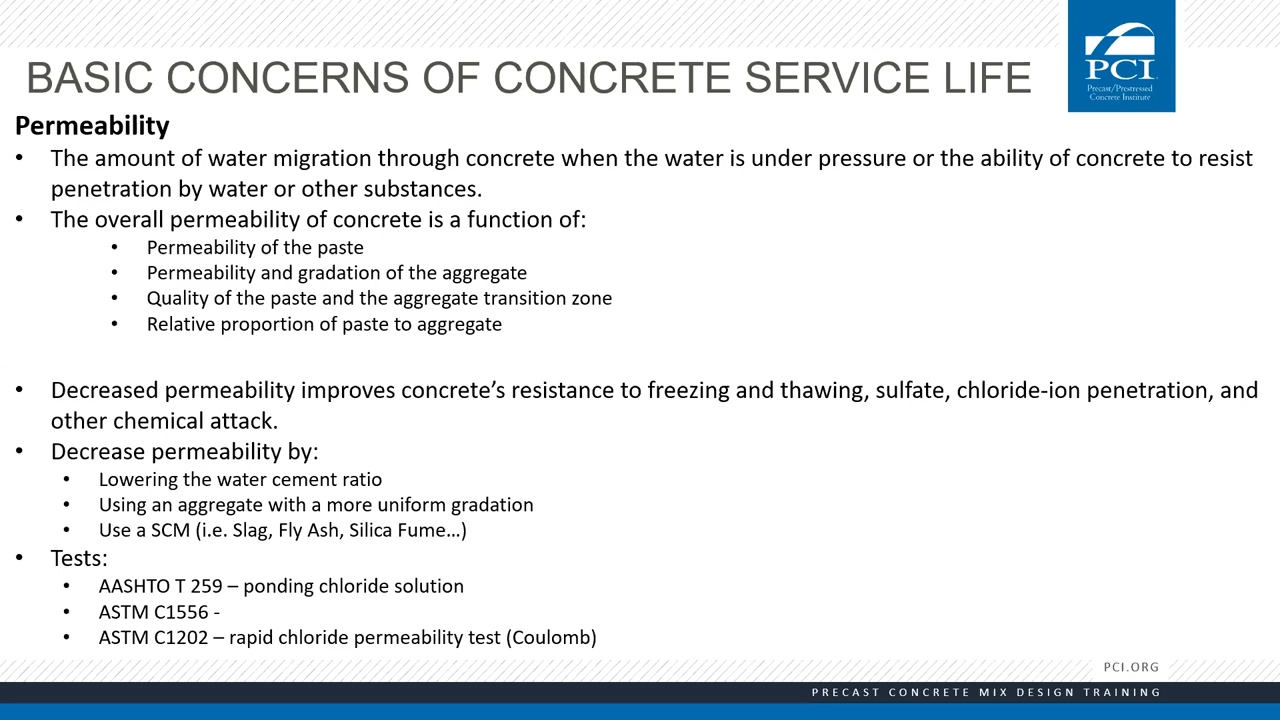 BASIC CONCERNS OF CONCRETE SERVICE LIFE
PCI
Precast/Prestressed
Concrete Institute
Permeability
• The amount of water migration through concrete when the water is under pressure or the ability of concrete to resist
penetration by water or other substances.
• The overall permeability of concrete is a function of:
• Permeability of the paste
• Permeability and gradation of the aggregate
• Quality of the paste and the aggregate transition zone
• Relative proportion of paste to aggregate
• Decreased permeability improves concrete’s resistance to freezing and thawing, sulfate, chloride-ion penetration, and
other chemical attack.
• Decrease permeability by:
• Lowering the water cement ratio
• Using an aggregate with a more uniform gradation
• Use a SCM (i.e. Slag, Fly Ash, Silica Fume…)
• Tests:
• AASHTO T 259 – ponding chloride solution
• ASTM C1556 -
• ASTM C1202 – rapid chloride permeability test (Coulomb)
PCI.ORG
PRECAST CONCRETE MIX DESIGN TRAINING